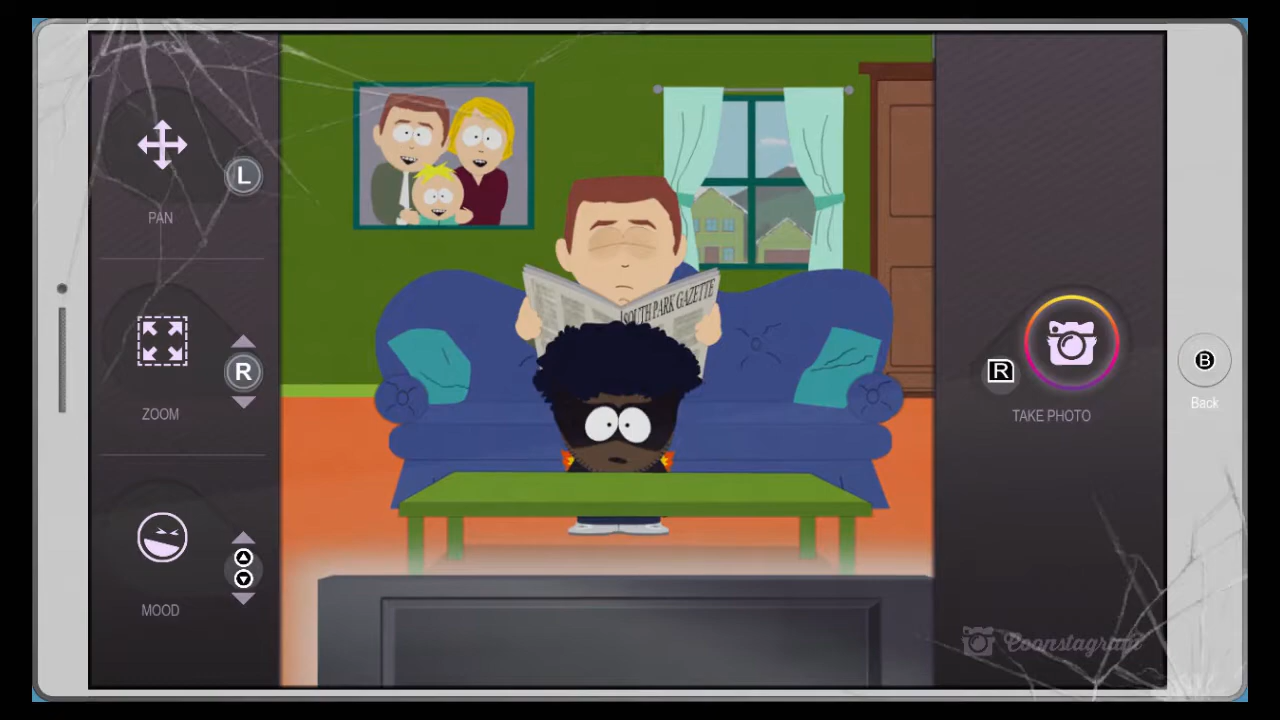 L
PAN
R
ZOOM
MOOD
SOUTH PARK GAZETTE
R
TAKE PHOTO
B
Back
Coonstagram